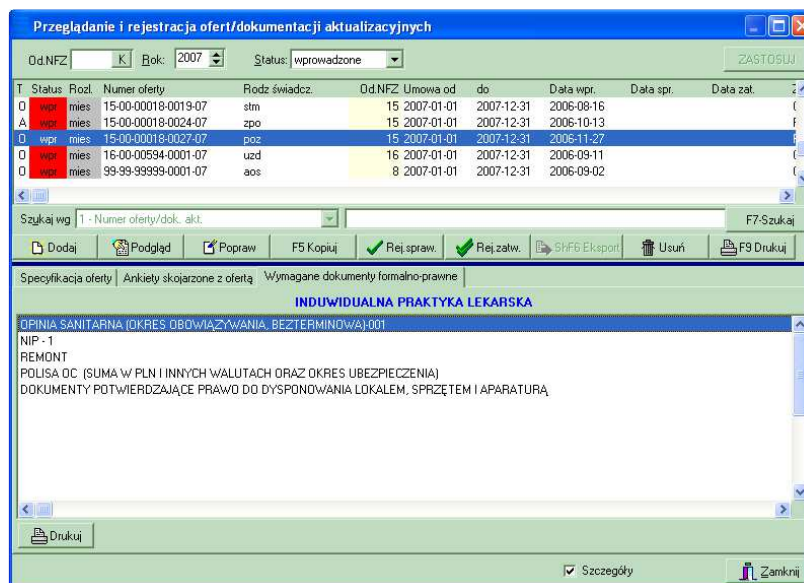 Przeglądanie i rejestracja ofert/dokumentacji aktualizacyjnych
Od.NFZ K Rok: 2007 Status: wprowadzone ZASTOSUJ
T Status Rozl. Numer oferty Rodz świadcz. Od.NFZ Umowa od do Data wpr. Data spr. Data zat.
O wpr mies 15-00-00018-0019-07 stm 15 2007-01-01 2007-12-31 2006-08-16
A wpr mies 15-00-00018-0024-07 zpo 15 2007-01-01 2007-12-31 2006-10-13
O wpr mies 15-00-00018-0027-07 poz 15 2007-01-01 2007-12-31 2006-11-27
O wpr mies 16-00-00594-0001-07 uzd 16 2007-01-01 2007-12-31 2006-09-11
O wpr mies 99-99-99999-0001-07 aos 8 2007-01-01 2007-12-31 2006-09-02
Szukaj wg 1 - Numer oferty/dok. akt. F7-Szukaj
Dodaj Podgląd Popraw F5 Kopiuj Rej.spraw. Rej.zatw. ShF6 Eksport Usuń F9 Drukuj
Specyfikacja oferty Ankiety skojarzone z ofertą Wymagane dokumenty formalno-prawne
INDUWIDUALNA PRAKTYKA LEKARSKA
OPINIA SANITARNA (OKRES OBOWIĄZYWANIA, BEZTERMINOWA)-001
NIP - 1
REMONT
POLISA OC (SUMA W PLN I INNYCH WALUTACH ORAZ OKRES UBEZPIECZENIA)
DOKUMENTY POTWIERDZAJĄCE PRAWO DO DYSPONOWANIA LOKALEM, SPRZĘTEM I APARATURĄ
Drukuj
Szczegóły Zamknij